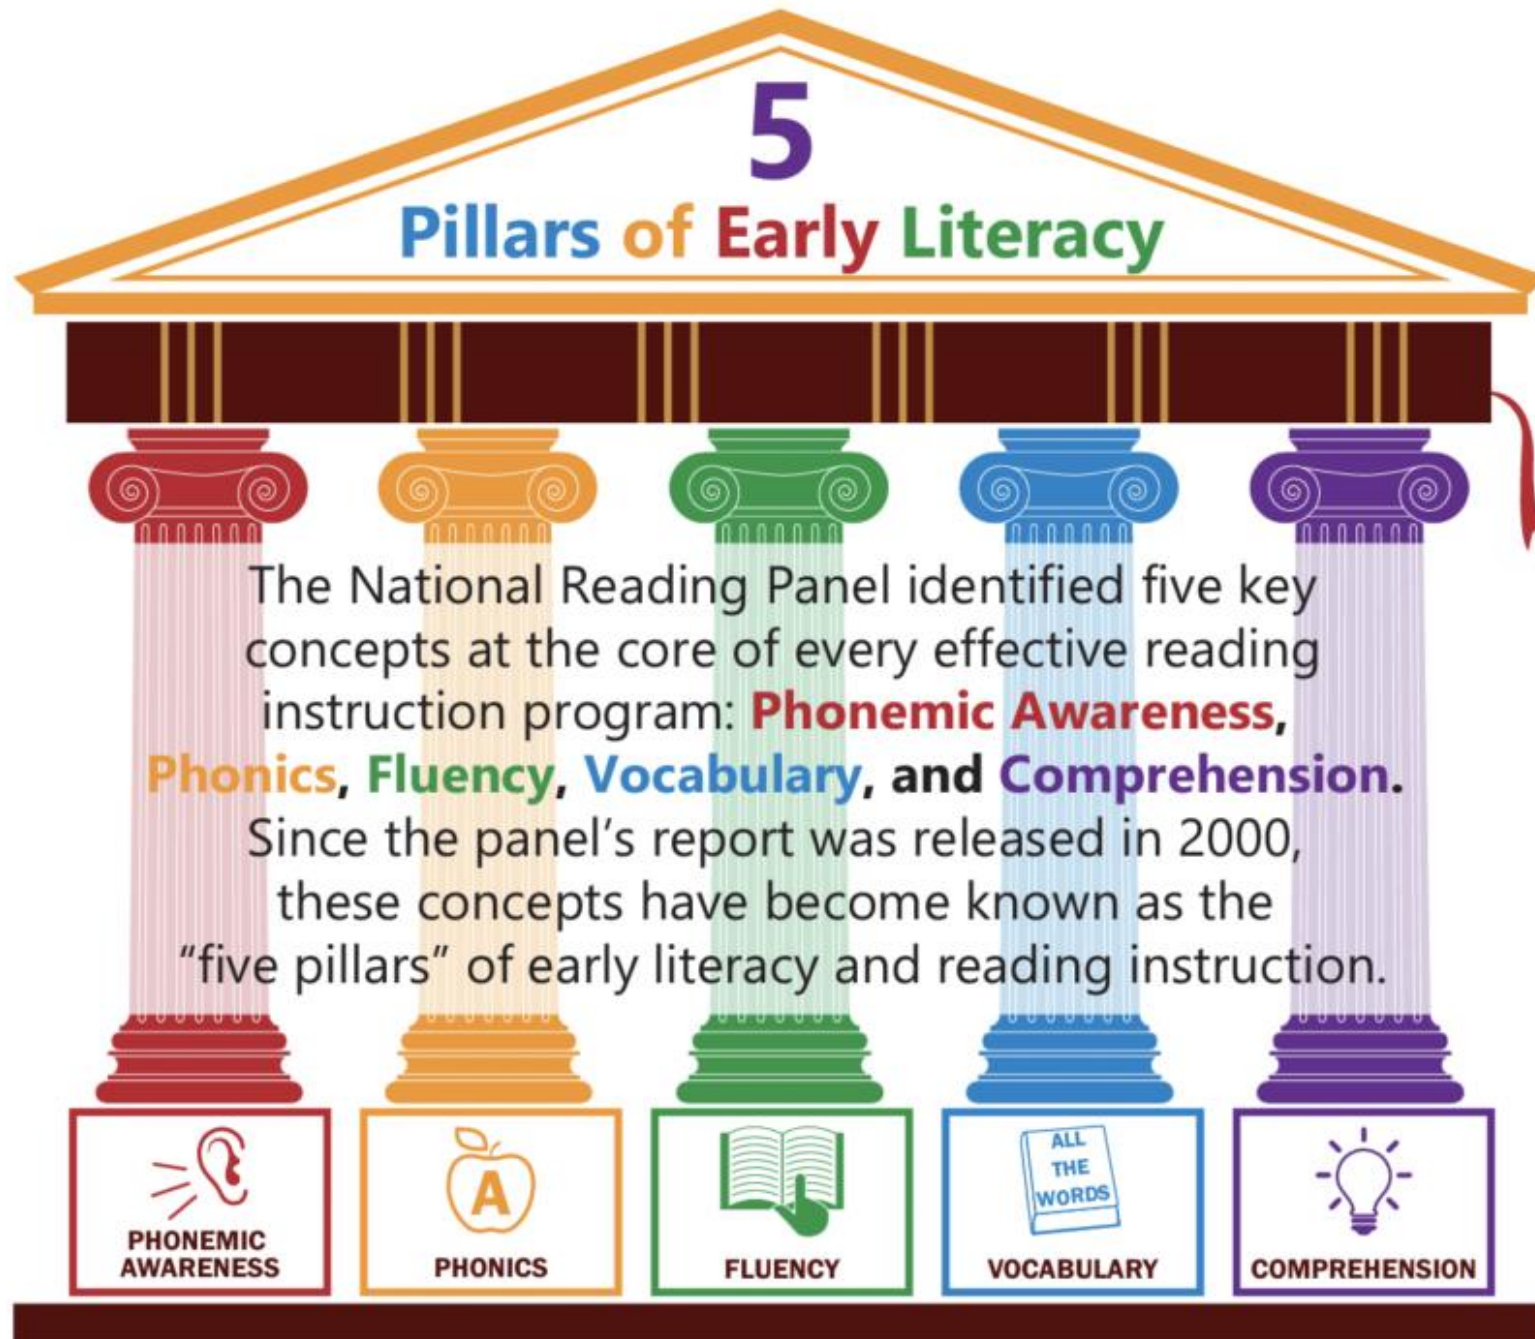 5
Pillars of Early Literacy
The National Reading Panel identified five key
concepts at the core of every effective reading
instruction program: Phonemic Awareness,
Phonics, Fluency, Vocabulary, and Comprehension.
Since the panel’s report was released in 2000,
these concepts have become known as the
“five pillars” of early literacy and reading instruction.
PHONEMIC
AWARENESS
A
PHONICS
FLUENCY
ALL
THE
WORDS
VOCABULARY
COMPREHENSION